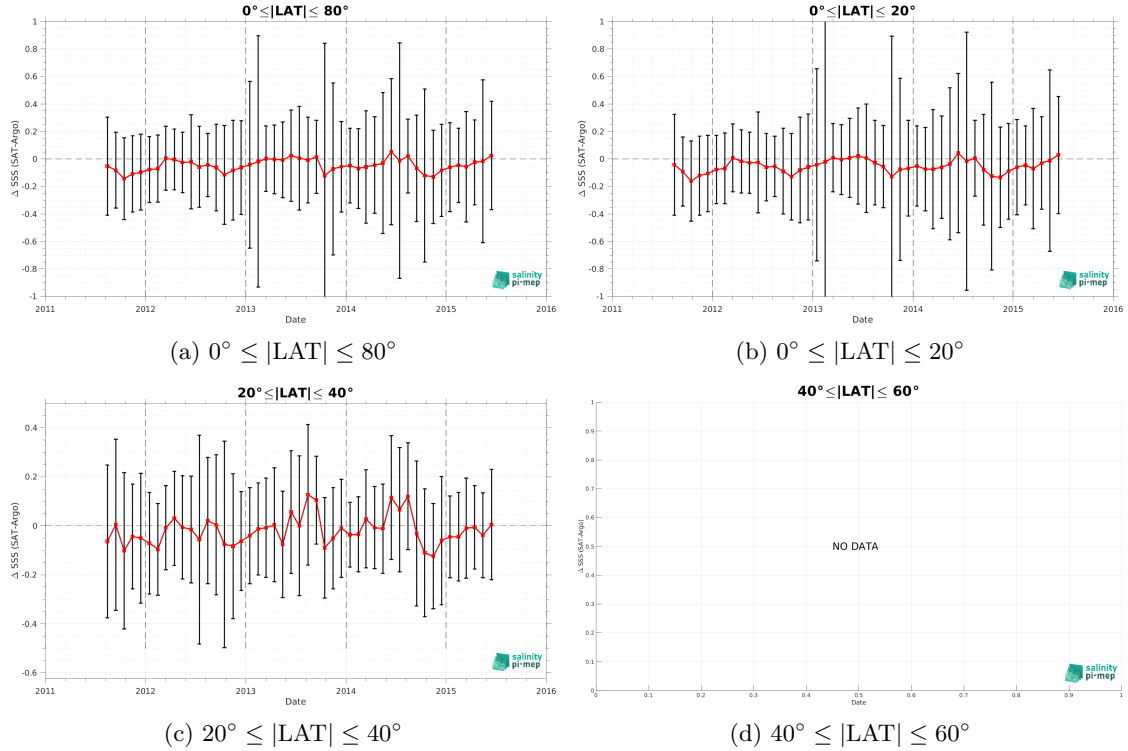 0°≤|LAT|≤ 80°
Δ SSS (SAT-Argo)
1
0.8
0.6
0.4
0.2
0
-0.2
-0.4
-0.6
-0.8
-1
2011
2012
2013
2014
2015
2016
Date
salinity
pi-mep
(a) 0° ≤ |LAT| ≤ 80°
0°≤|LAT|≤ 20°
Δ SSS (SAT-Argo)
1
0.8
0.6
0.4
0.2
0
-0.2
-0.4
-0.6
-0.8
-1
2011
2012
2013
2014
2015
2016
Date
salinity
pi-mep
(b) 0° ≤ |LAT| ≤ 20°
20°≤|LAT|≤ 40°
Δ SSS (SAT-Argo)
0.4
0.2
0
-0.2
-0.4
-0.6
2011
2012
2013
2014
2015
2016
Date
salinity
pi-mep
(c) 20° ≤ |LAT| ≤ 40°
40°≤|LAT|≤ 60°
Δ SSS (SAT-Argo)
1
0.9
0.8
0.7
0.6
0.5
0.4
0.3
0.2
0.1
0
NO DATA
0
0.1
0.2
0.3
0.4
0.5
0.6
0.7
0.8
0.9
1
Date
salinity
pi-mep
(d) 40° ≤ |LAT| ≤ 60°